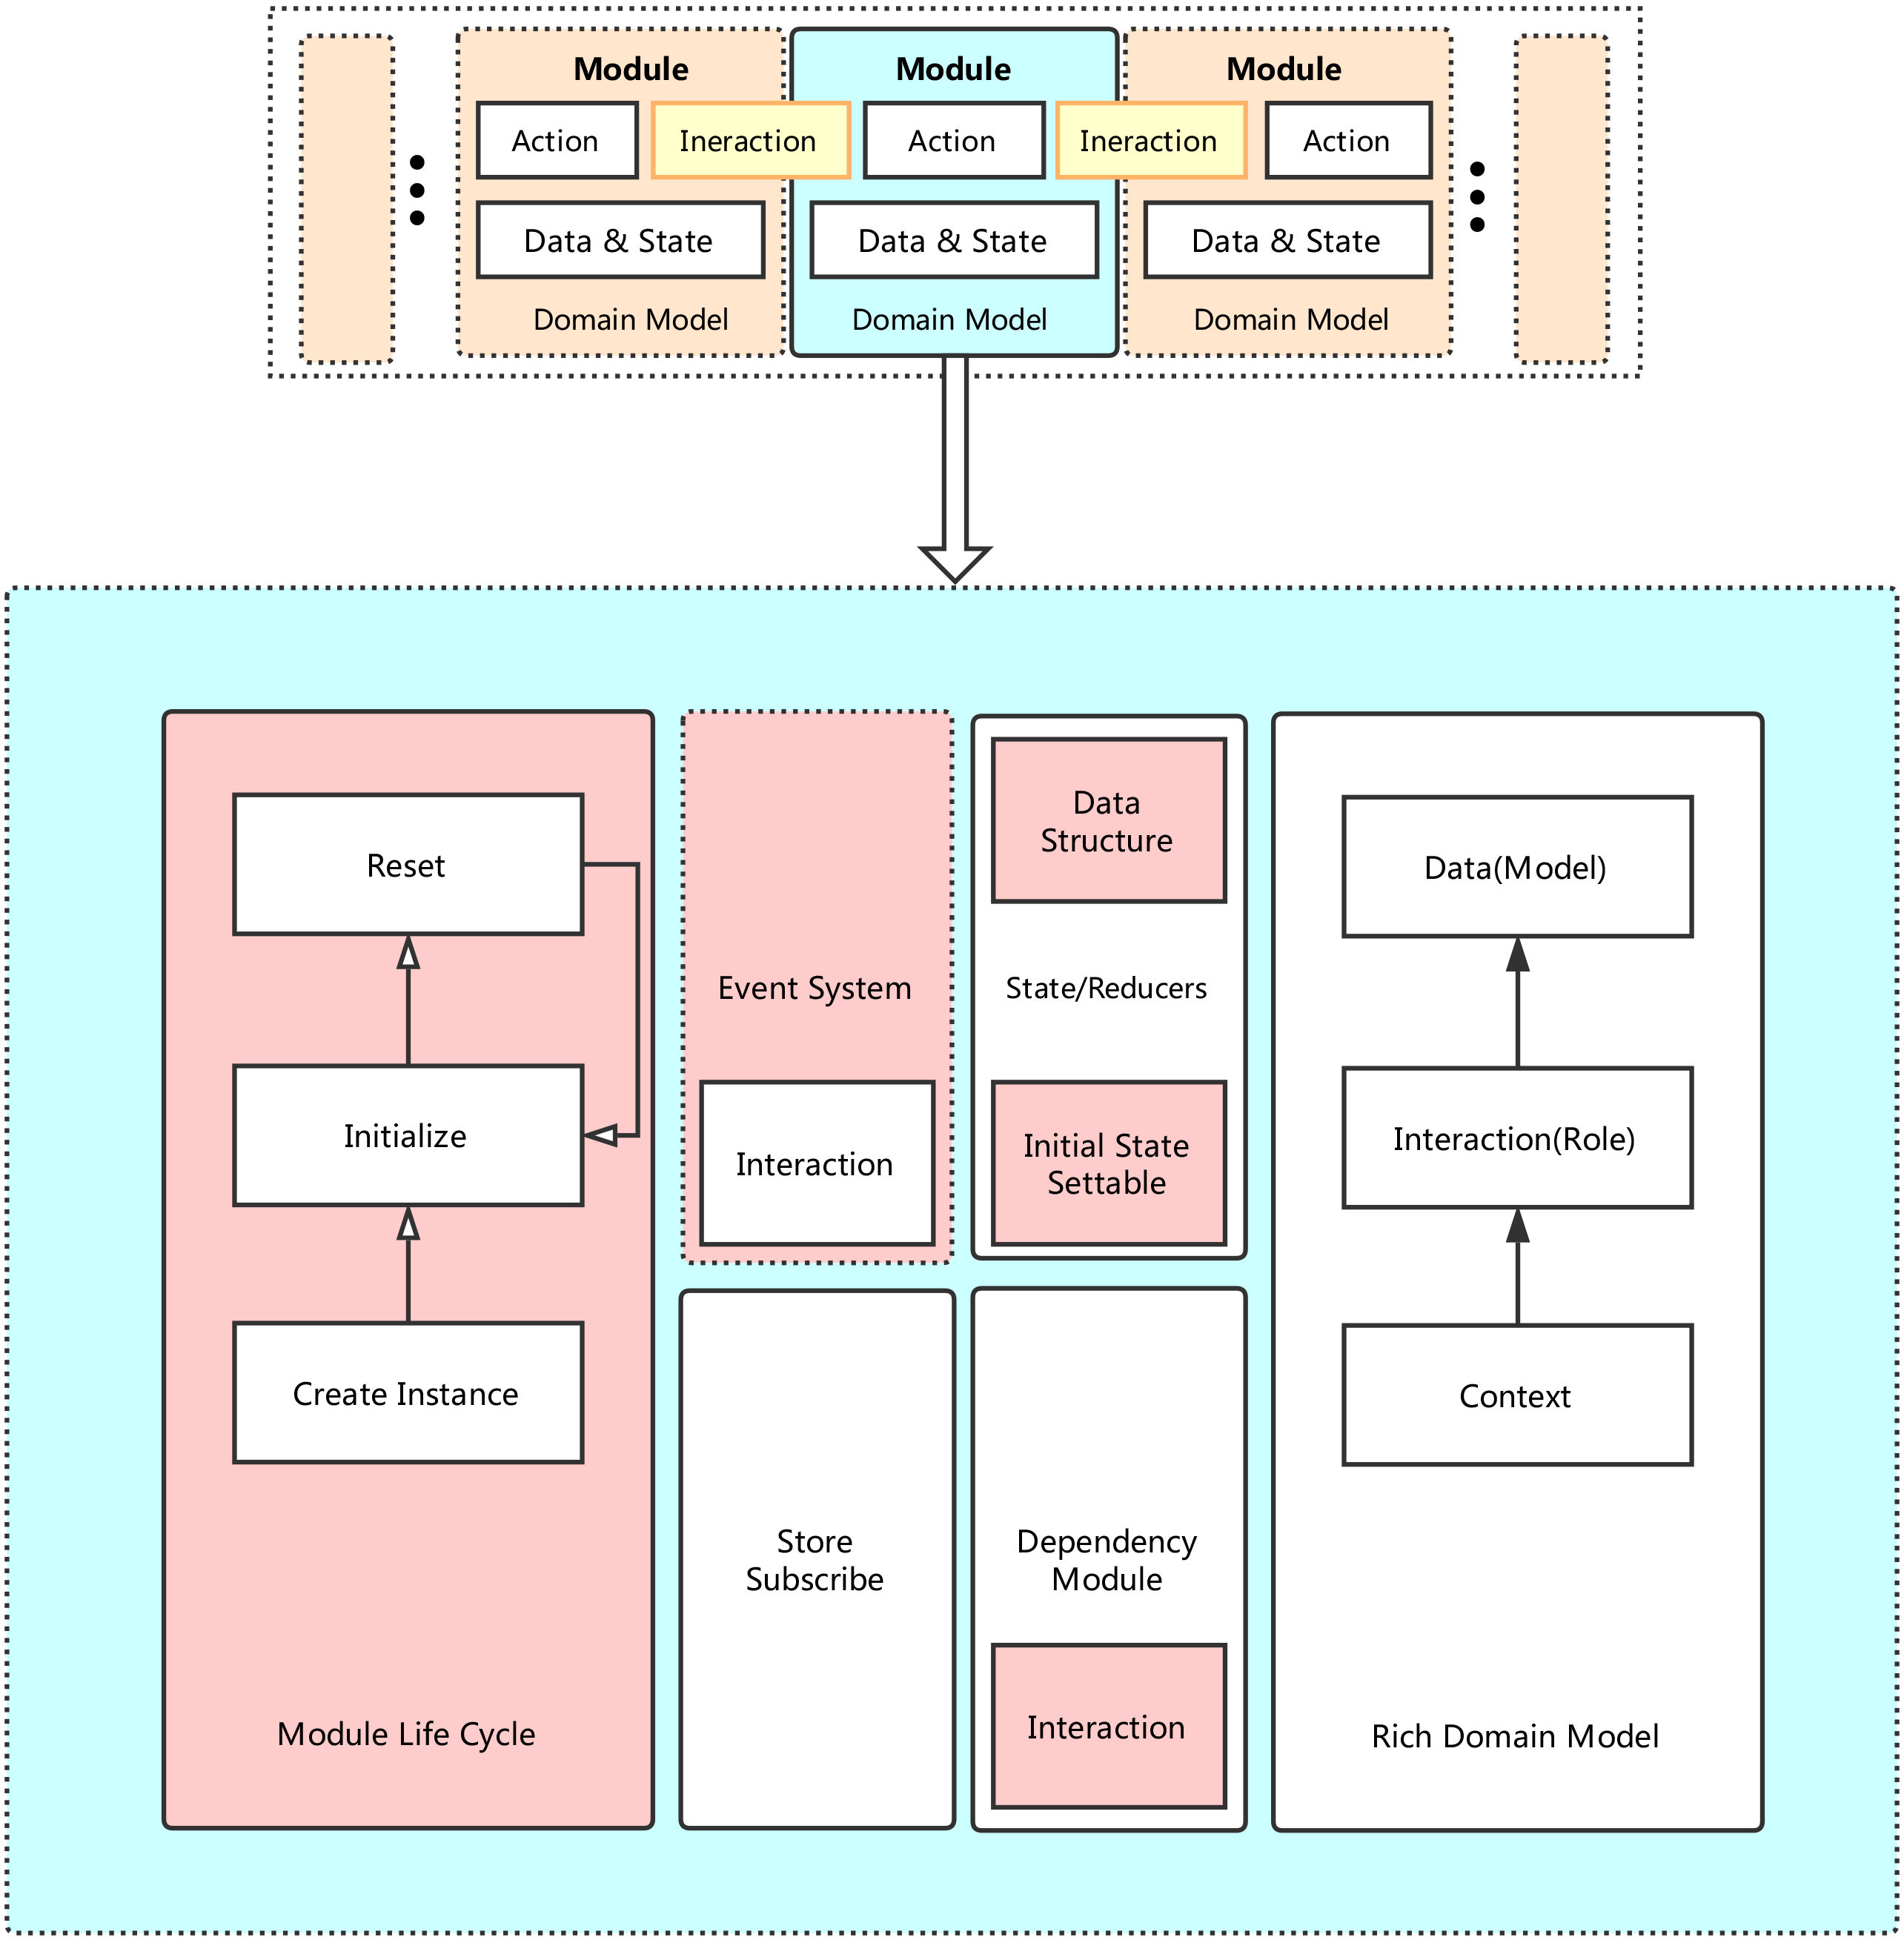 Module
Module
Module
Action
Ineraction
Action
Ineraction
Action
Data & State
Data & State
Data & State
Domain Model
Domain Model
Domain Model
Reset
Initialize
Create Instance
Module Life Cycle
Event System
Interaction
Data
Structure
State/Reducers
Initial State
Settable
Store
Subscribe
Dependency
Module
Interaction
Data(Model)
Interaction(Role)
Context
Rich Domain Model